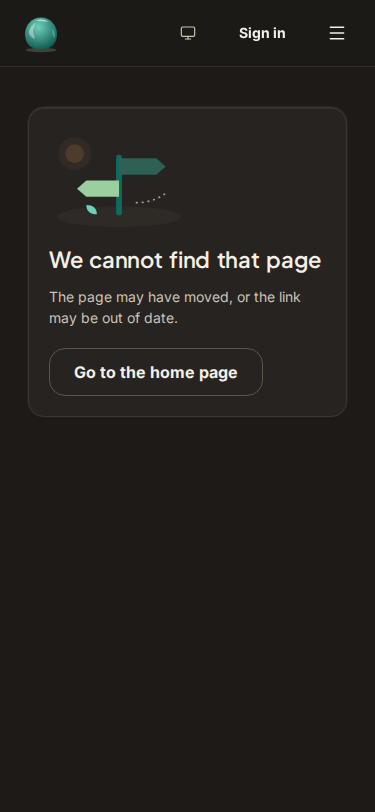 Sign in
We cannot find that page
The page may have moved, or the link
may be out of date.
Go to the home page